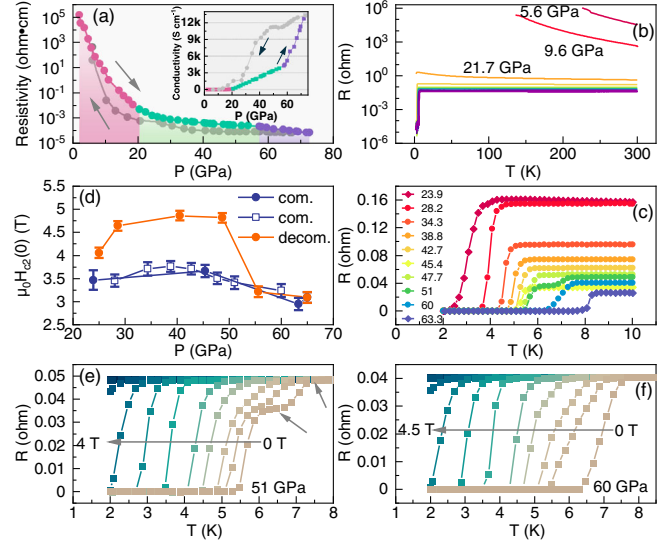 (a)
Resistivity (ohm•cm)
10^5
10^3
10^1
10^-1
10^-3
10^-5
0 20 40 60 80
P (GPa)
Conductivity (S cm^-1)
12k
9k
6k
3k
0
0 20 40 60
P (GPa)
(b)
R (ohm)
10^6
10^4
10^2
10^0
10^-2
10^-4
10^-6
5.6 GPa
9.6 GPa
21.7 GPa
0 100 200 300
T (K)
(d)
μ0Hc2(0) (T)
5.5
5
4.5
4
3.5
3
2.5
com.
com.
decom.
20 30 40 50 60 70
P (GPa)
(c)
R (ohm)
0.16
0.12
0.08
0.04
0
23.9
28.2
34.3
38.8
42.7
45.4
47.7
51
60
63.3
0 2 4 6 8 10
T (K)
(e)
R (ohm)
0.05
0.04
0.03
0.02
0.01
0
4 T
0 T
51 GPa
1 2 3 4 5 6 7 8
T (K)
(f)
R (ohm)
0.04
0.03
0.02
0.01
0
4.5 T
0 T
60 GPa
1 2 3 4 5 6 7 8
T (K)